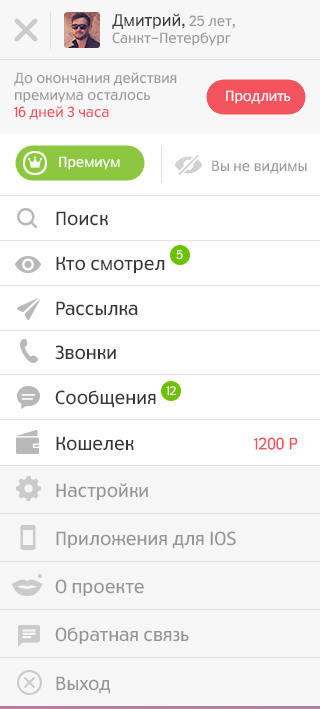 Дмитрий, 25 лет,
Санкт-Петербург
До окончания действия
премиума осталось
16 дней 3 часа
Продлить
Премиум
Вы не видимы
Поиск
Кто смотрел 5
Рассылка
Звонки
Сообщения 12
Кошелек 1200 Р
Настройки
Приложения для IOS
О проекте
Обратная связь
Выход